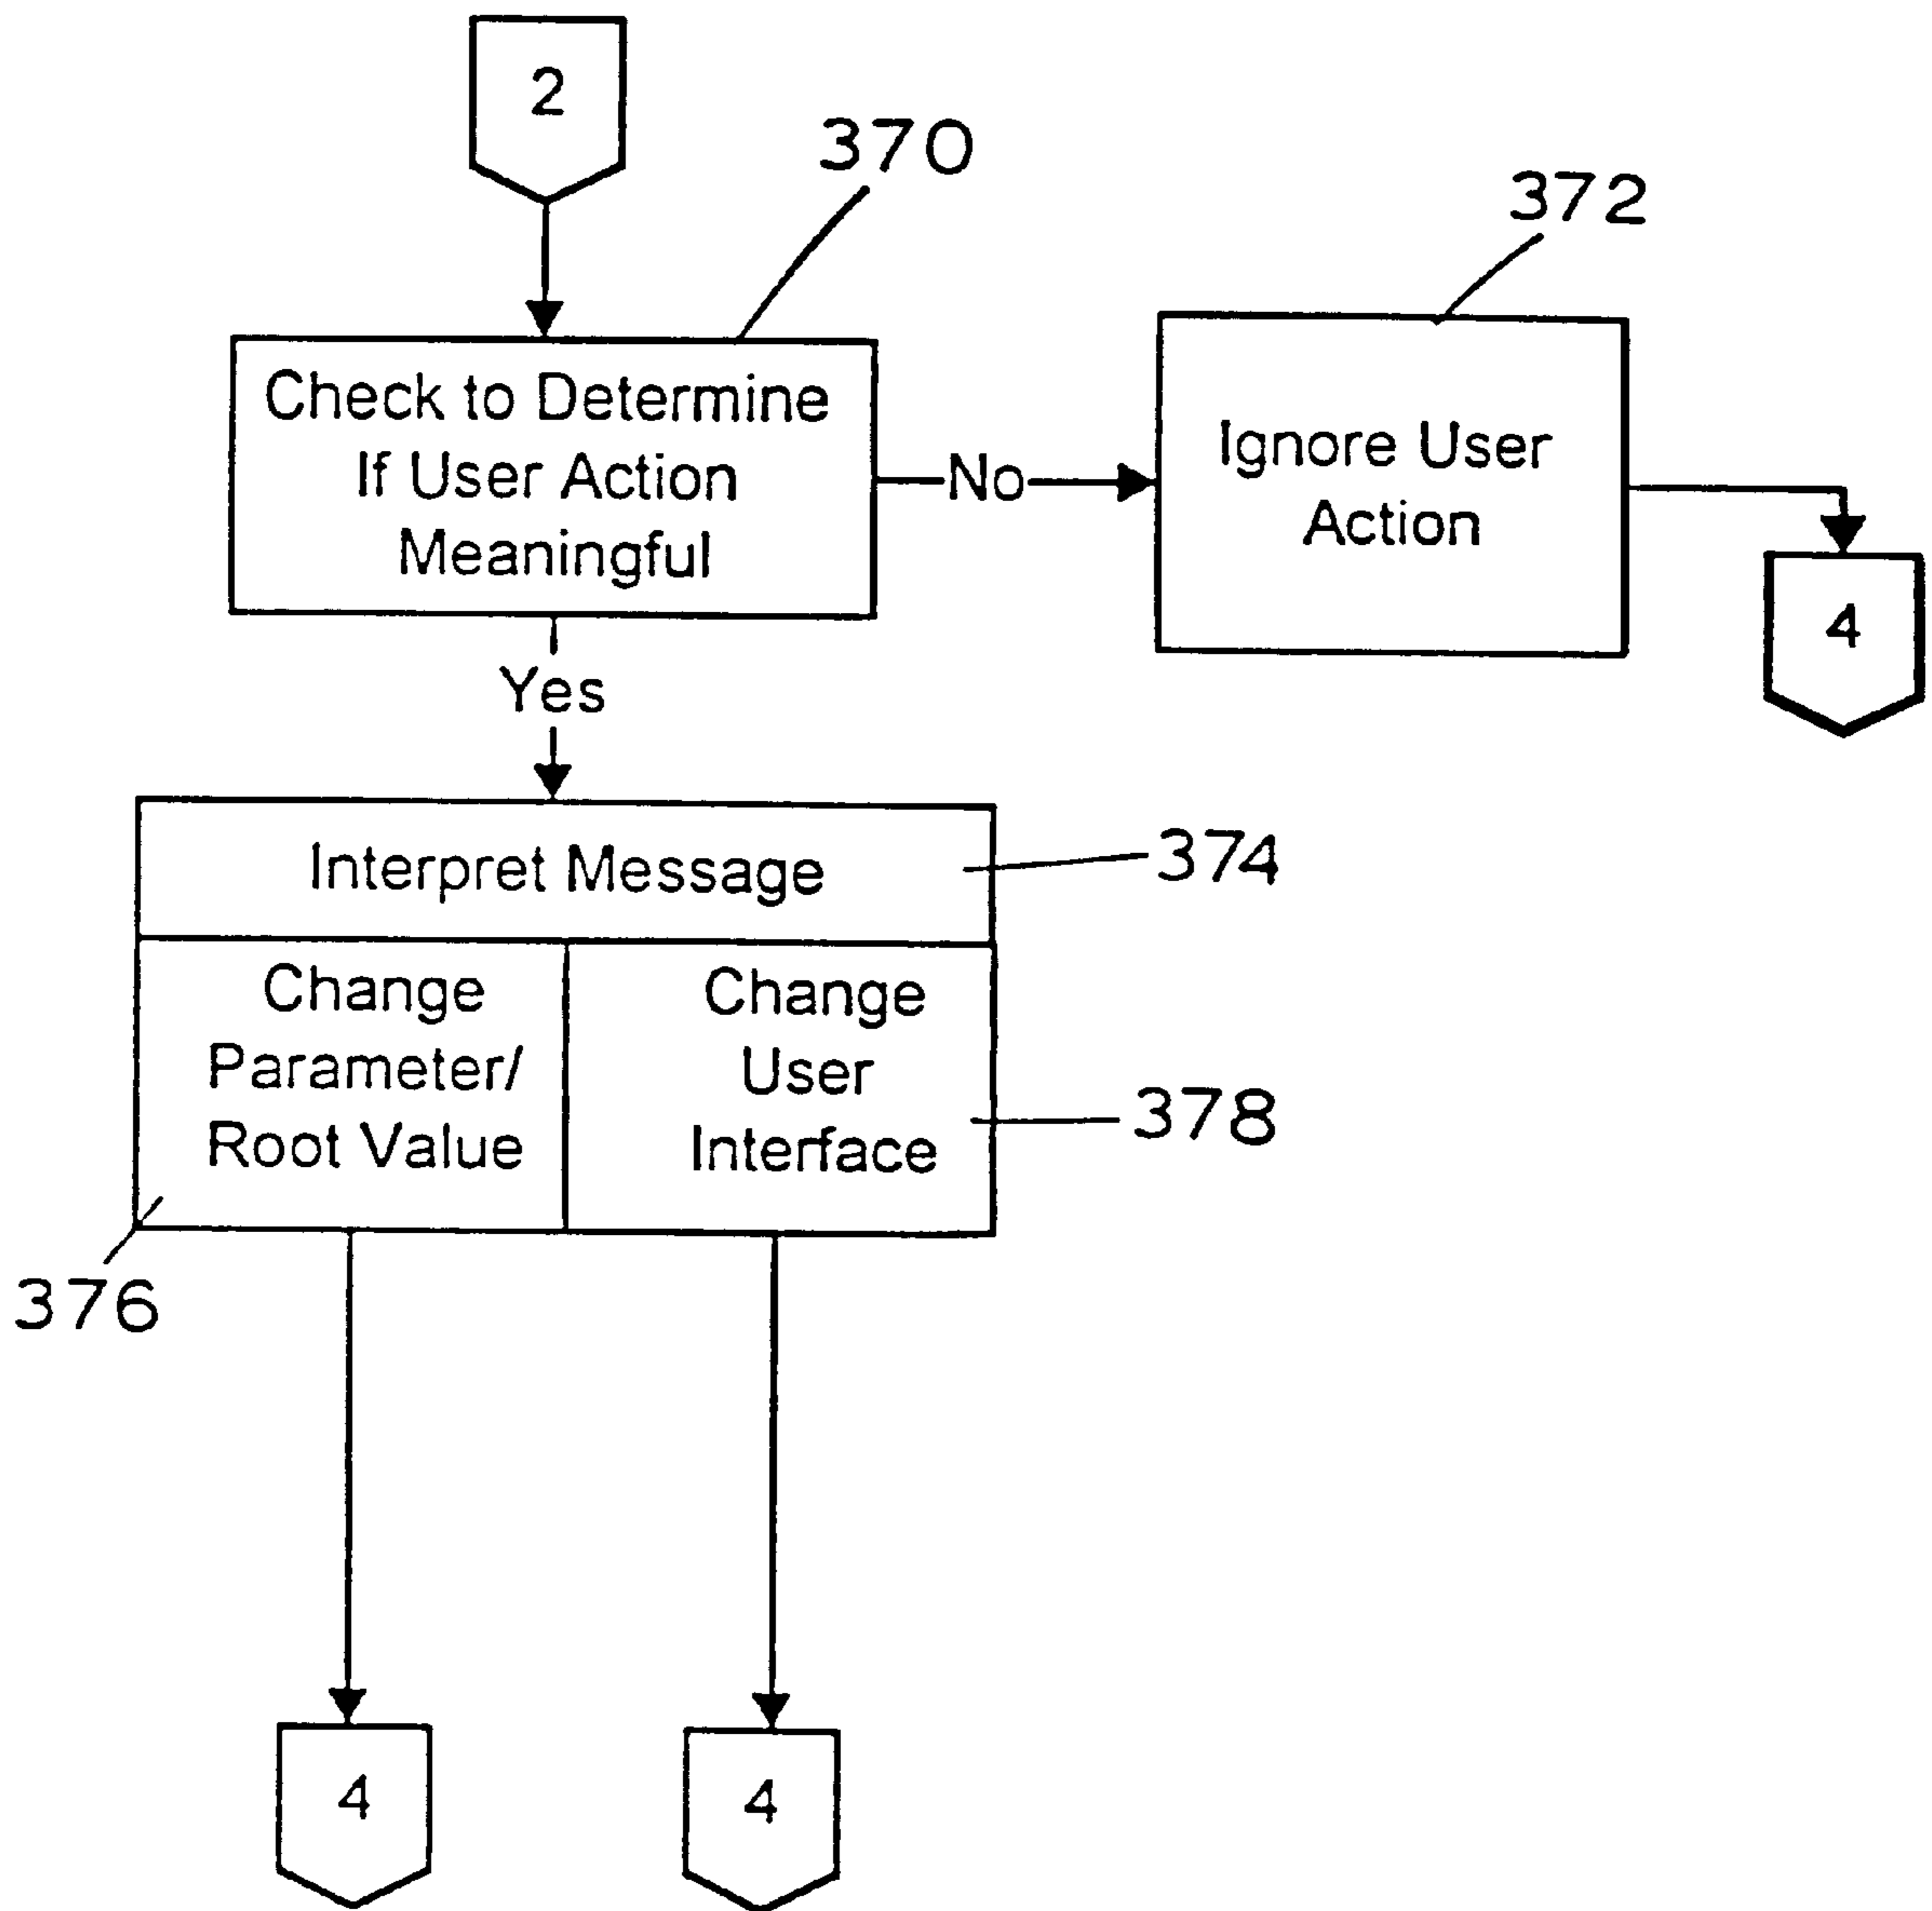 2
370
372
Check to Determine
If User Action
Meaningful
No
Ignore User
Action
4
Yes
Interpret Message
374
Change
Parameter/
Root Value
Change
User
Interface
378
376
4
4